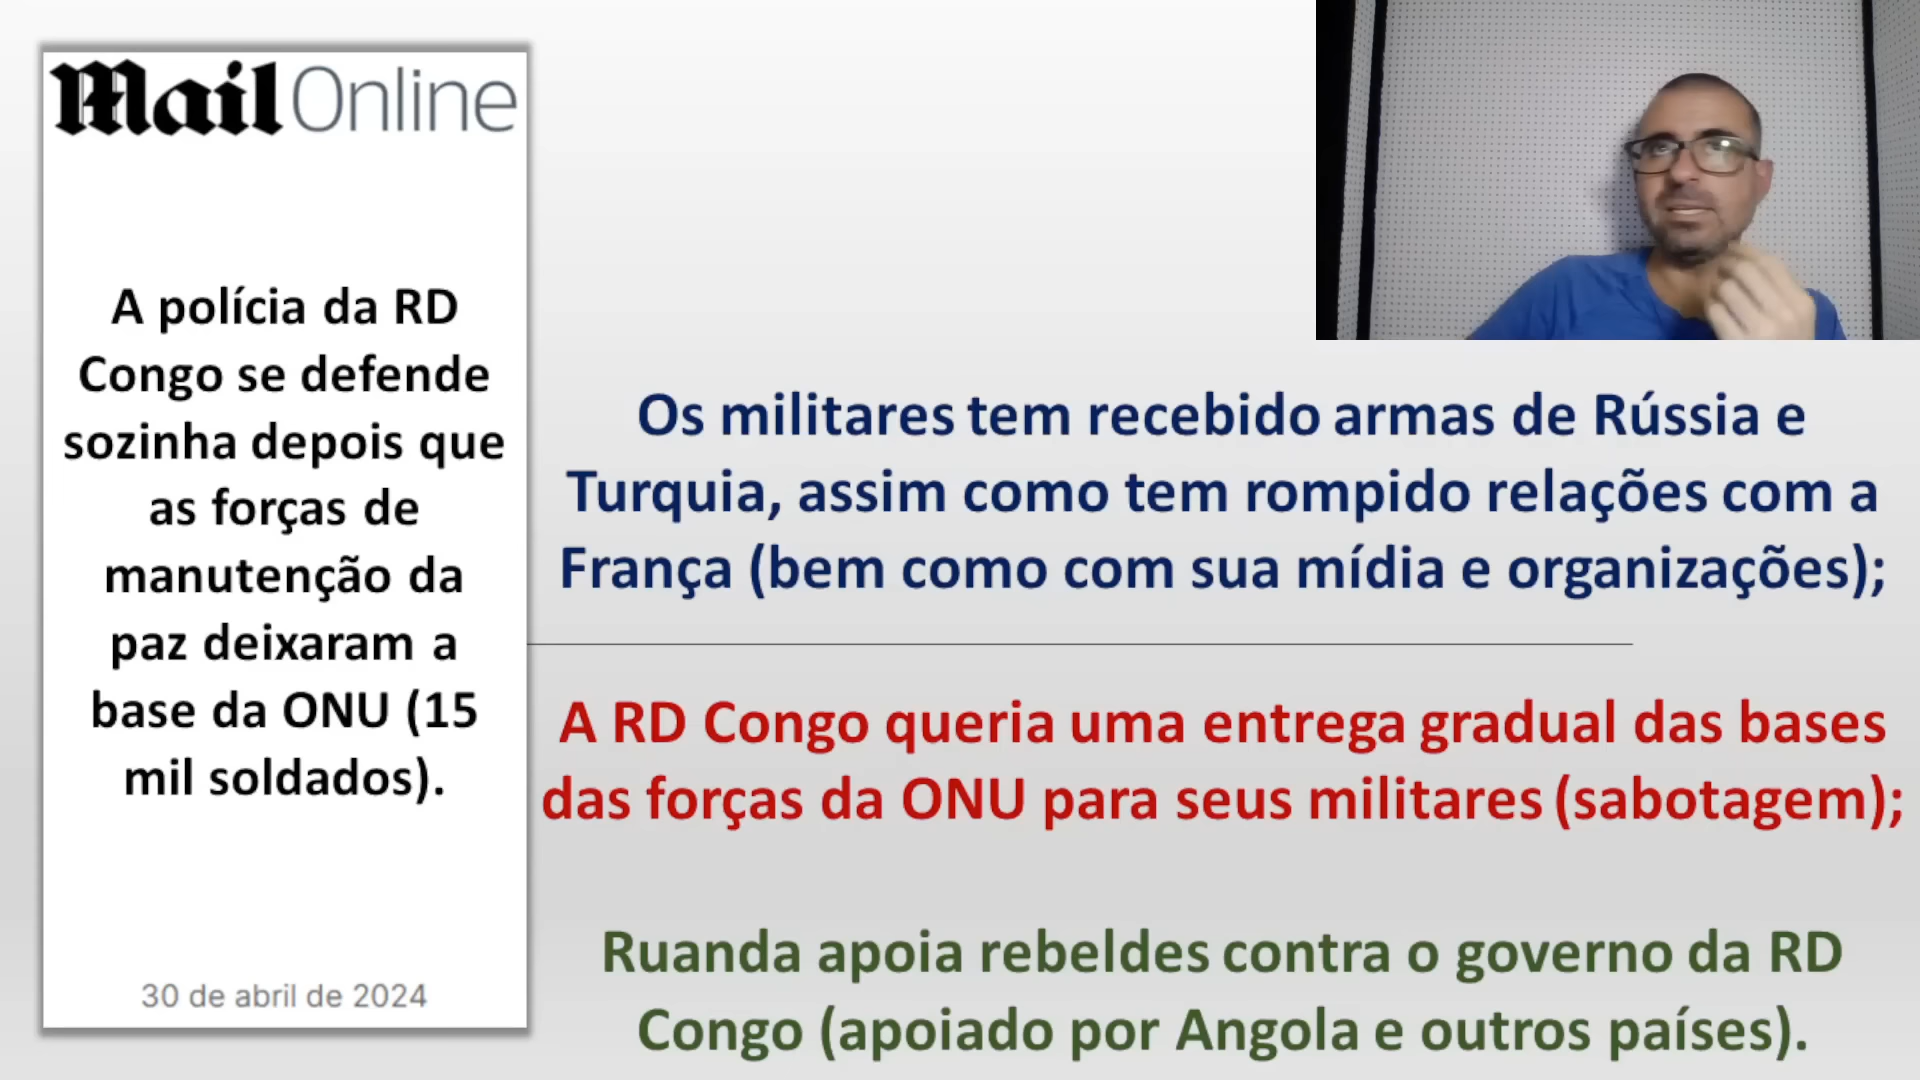 Mail Online
A polícia da RD
Congo se defende
sozinha depois que
as forças de
manutenção da
paz deixaram a
base da ONU (15
mil soldados).
30 de abril de 2024
Os militares tem recebido armas de Rússia e
Turquia, assim como tem rompido relações com a
França (bem como com sua mídia e organizações);
A RD Congo queria uma entrega gradual das bases
das forças da ONU para seus militares (sabotagem);
Ruanda apoia rebeldes contra o governo da RD
Congo (apoiado por Angola e outros países).